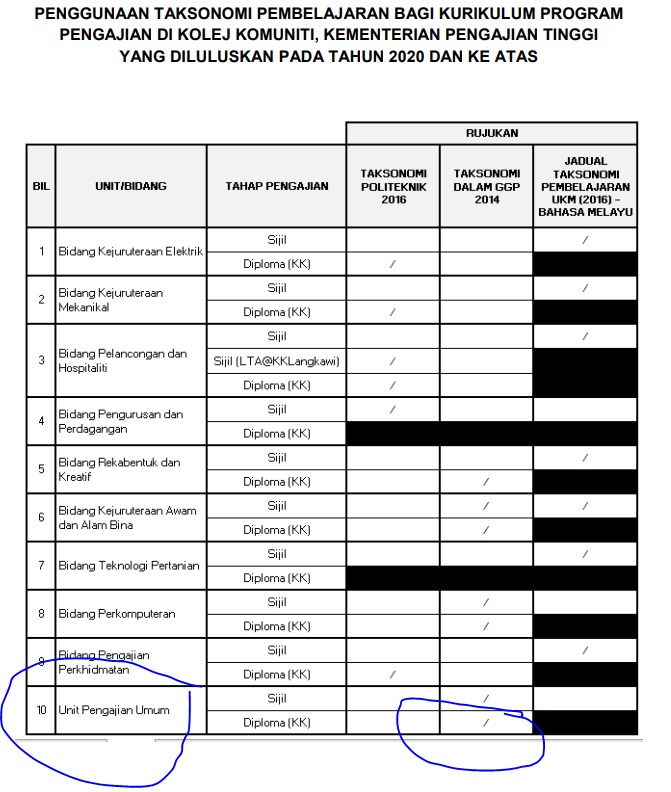 PENGGUNAAN TAKSONOMI PEMBELAJARAN BAGI KURIKULUM PROGRAM
PENGAJIAN DI KOLEJ KOMUNITI, KEMENTERIAN PENGAJIAN TINGGI
YANG DILULUSKAN PADA TAHUN 2020 DAN KE ATAS
RUJUKAN
BIL UNIT/BIDANG TAHAP PENGAJIAN TAKSONOMI POLITEKNIK 2016 TAKSONOMI DALAM GGP 2014 JADUAL TAKSONOMI PEMBELAJARAN UKM (2016) - BAHASA MELAYU
1 Bidang Kejuruteraan Elektrik Sijil /
Diploma (KK) /
2 Bidang Kejuruteraan Mekanikal Sijil /
Diploma (KK) /
3 Bidang Pelancongan dan Hospitaliti Sijil /
Sijil (LTA@KKLangkawi) /
Diploma (KK) /
4 Bidang Pengurusan dan Perdagangan Sijil /
Diploma (KK)
5 Bidang Rekabentuk dan Kreatif Sijil /
Diploma (KK) /
6 Bidang Kejuruteraan Awam dan Alam Bina Sijil / /
Diploma (KK) /
7 Bidang Teknologi Pertanian Sijil /
Diploma (KK)
8 Bidang Perkomputeran Sijil /
Diploma (KK) /
9 Bidang Pengajian Perkhidmatan Sijil /
Diploma (KK) /
10 Unit Pengajian Umum Sijil /
Diploma (KK) /